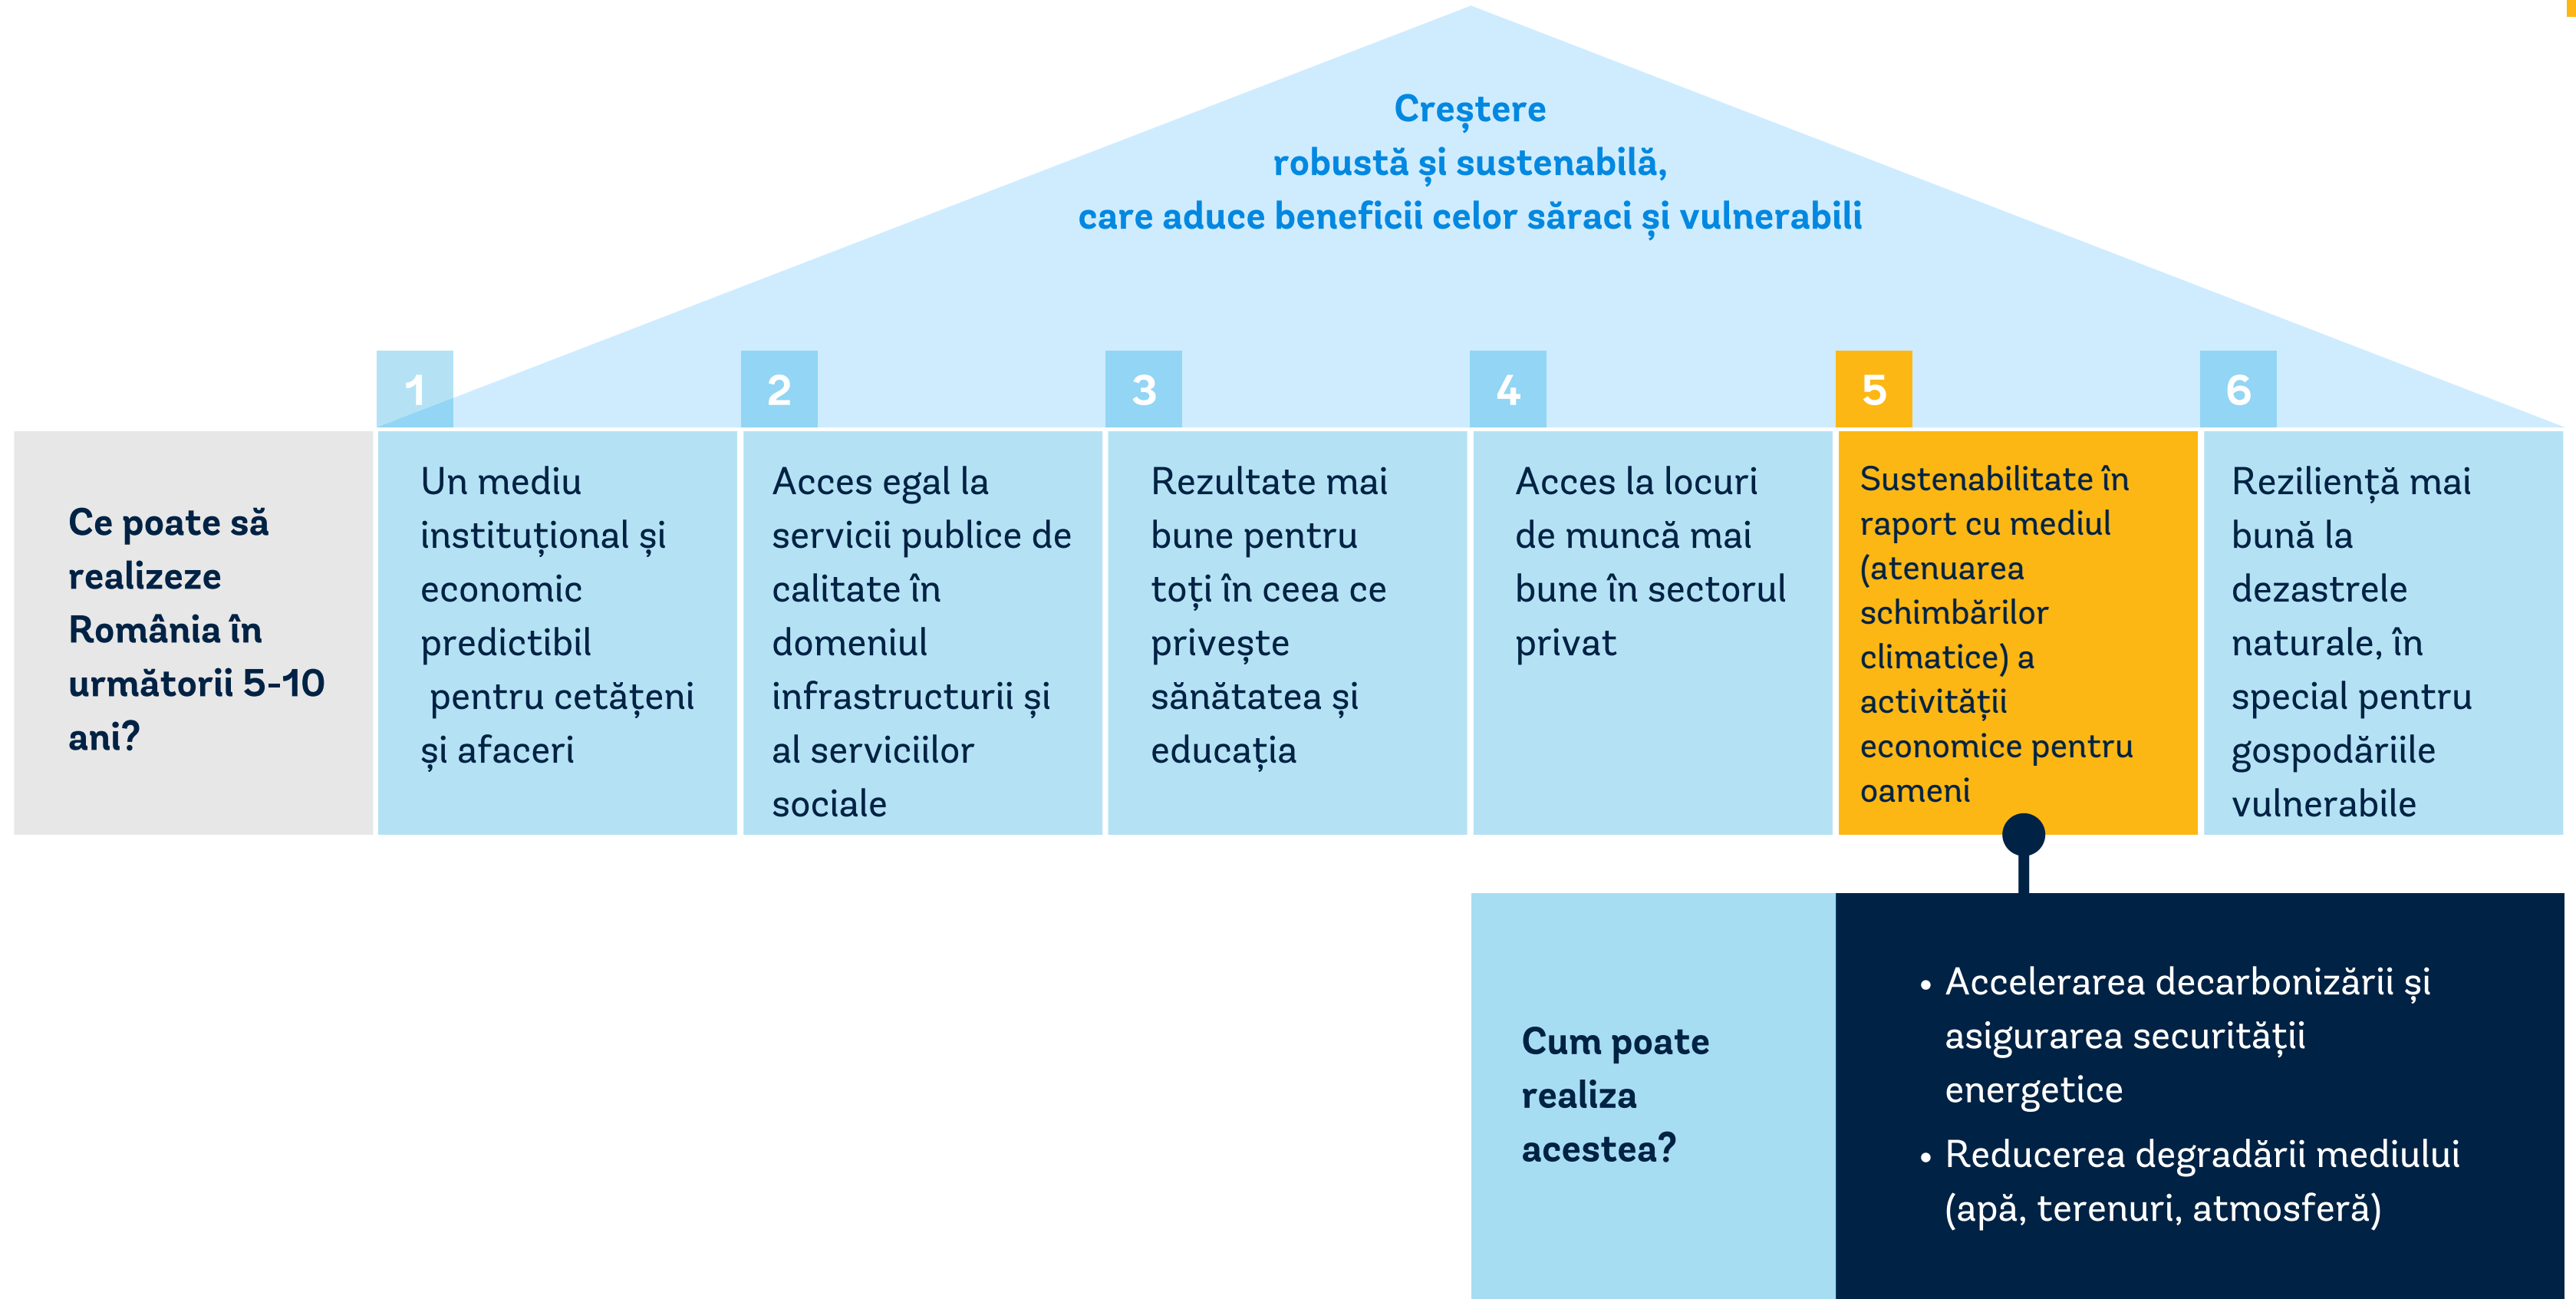 Creștere
robustă și sustenabilă,
care aduce beneficii celor săraci și vulnerabili
Ce poate să
realizeze
România în
următorii 5-10
ani?
1
Un mediu
instituțional și
economic
predictibil
pentru cetățeni
și afaceri
2
Acces egal la
servicii publice de
calitate în
domeniul
infrastructurii și
al serviciilor
sociale
3
Rezultate mai
bune pentru
toți în ceea ce
privește
sănătatea și
educația
4
Acces la locuri
de muncă mai
bune în sectorul
privat
5
Sustenabilitate în
raport cu mediul
(atenuarea
schimbărilor
climatice) a
activității
economice pentru
oameni
6
Reziliență mai
bună la
dezastrele
naturale, în
special pentru
gospodăriile
vulnerabile
Cum poate
realiza
acestea?
• Accelerarea decarbonizării și
asigurarea securității
energetice
• Reducerea degradării mediului
(apă, terenuri, atmosferă)